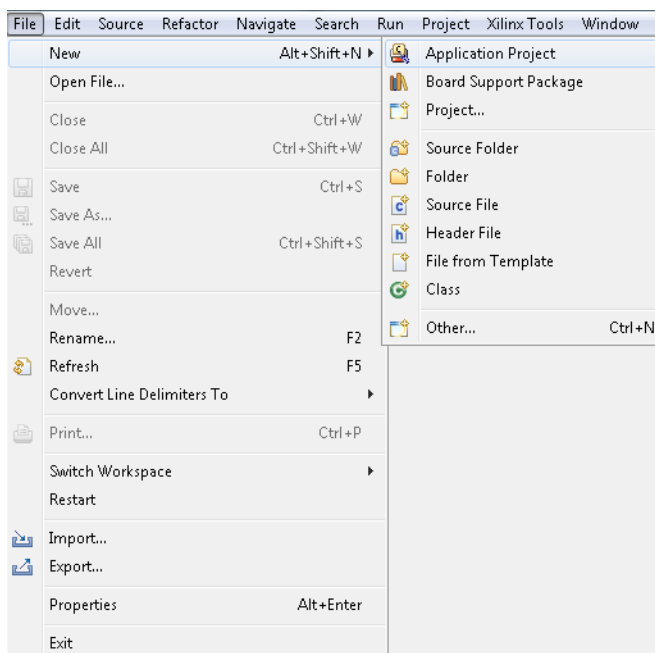 File Edit Source Refactor Navigate Search Run Project Xilinx Tools Window
New Alt+Shift+N
Open File...
Close Ctrl+W
Close All Ctrl+Shift+W
Save Ctrl+S
Save As...
Save All Ctrl+Shift+S
Revert
Move...
Rename... F2
Refresh F5
Convert Line Delimiters To
Print... Ctrl+P
Switch Workspace
Restart
Import...
Export...
Properties Alt+Enter
Exit
Application Project
Board Support Package
Project...
Source Folder
Folder
Source File
Header File
File from Template
Class
Other... Ctrl+N